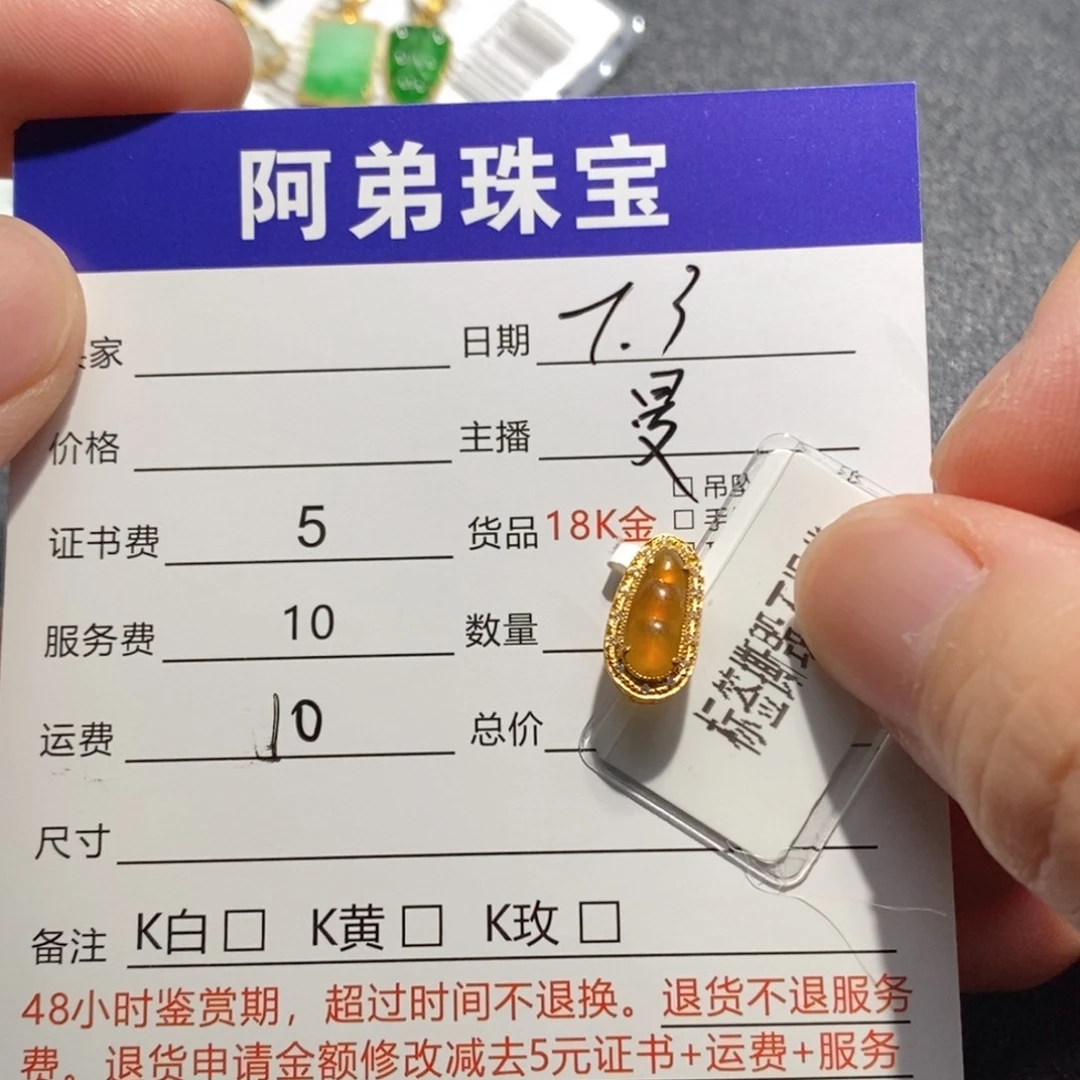 阿弟珠宝
家 日期 7.3
价格 主播 曼
证书费 5 货品 18K金 □ 吊坠
□ 手
服务费 10 数量
运费 10 总价
尺寸
备注 K白 □ K黄 □ K玫 □
48小时鉴赏期，超过时间不退换。退货不退服务
费。退货申请金额修改减去5元证书+运费+服务